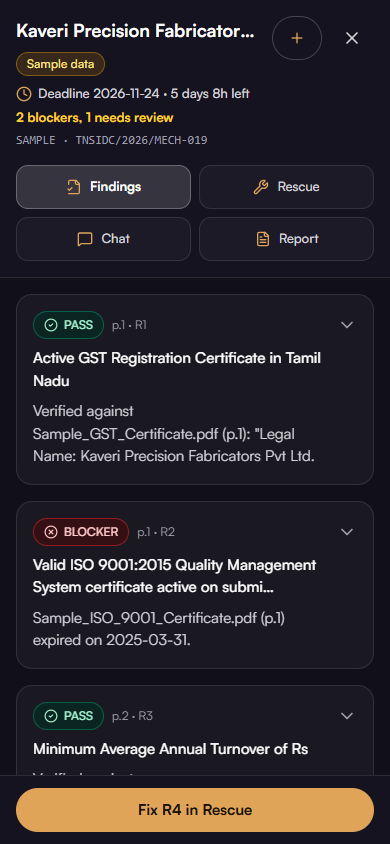 Kaveri Precision Fabricator...
Sample data
Deadline 2026-11-24 · 5 days 8h left
2 blockers, 1 needs review
SAMPLE · TNSIDC/2026/MECH-019
Findings
Rescue
Chat
Report
PASS p.1 · R1
Active GST Registration Certificate in Tamil
Nadu
Verified against
Sample_GST_Certificate.pdf (p.1): "Legal
Name: Kaveri Precision Fabricators Pvt Ltd.
BLOCKER p.1 · R2
Valid ISO 9001:2015 Quality Management
System certificate active on submi...
Sample_ISO_9001_Certificate.pdf (p.1)
expired on 2025-03-31.
PASS p.2 · R3
Minimum Average Annual Turnover of Rs
Fix R4 in Rescue